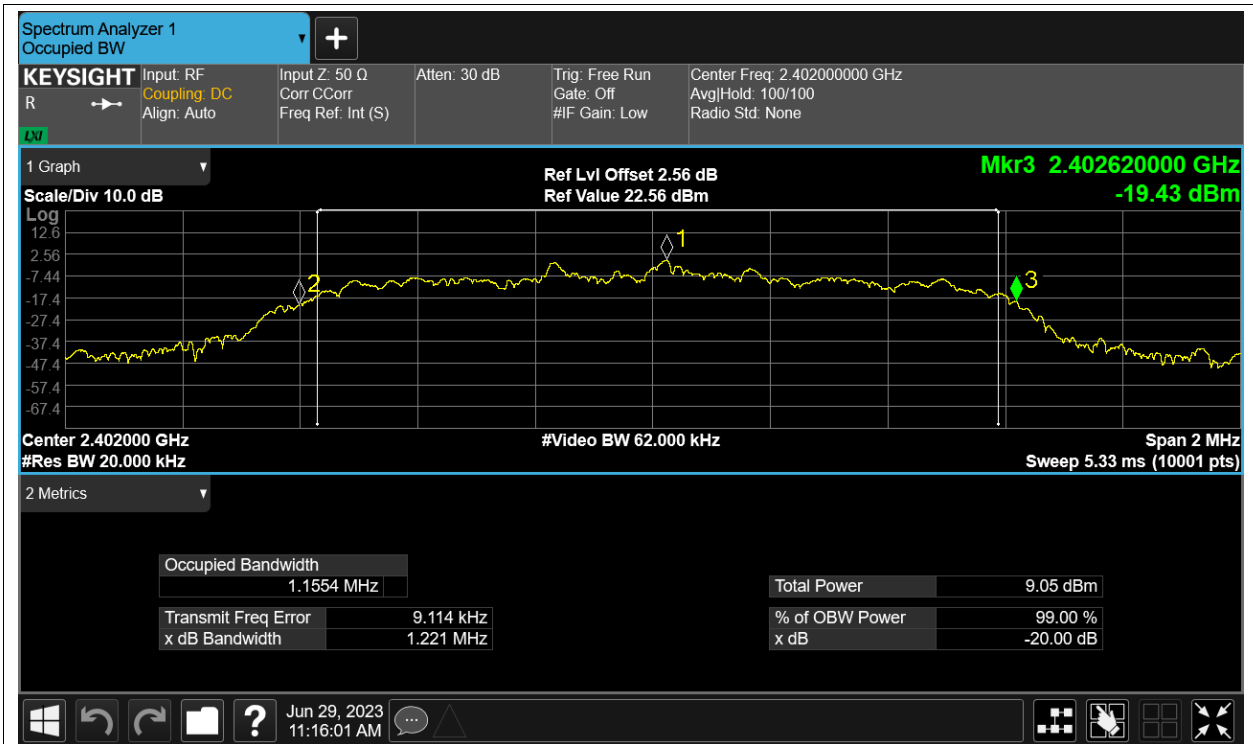 Spectrum Analyzer 1
Occupied BW
+
KEYSIGHT
R
LXI
Input: RF
Coupling: DC
Align: Auto
Input Z: 50 Ω
Corr CCorr
Freq Ref: Int (S)
Atten: 30 dB
Trig: Free Run
Gate: Off
#IF Gain: Low
Center Freq: 2.402000000 GHz
Avg|Hold: 100/100
Radio Std: None
1 Graph
Scale/Div 10.0 dB
Ref Lvl Offset 2.56 dB
Ref Value 22.56 dBm
Mkr3 2.402620000 GHz
-19.43 dBm
Log
12.6
2.56
-7.44
-17.4
-27.4
-37.4
-47.4
-57.4
-67.4
1
2
3
Center 2.402000 GHz
#Res BW 20.000 kHz
#Video BW 62.000 kHz
Span 2 MHz
Sweep 5.33 ms (10001 pts)
2 Metrics
Occupied Bandwidth
1.1554 MHz
Transmit Freq Error 9.114 kHz
x dB Bandwidth 1.221 MHz
Total Power 9.05 dBm
% of OBW Power 99.00 %
x dB -20.00 dB
?
Jun 29, 2023
11:16:01 AM